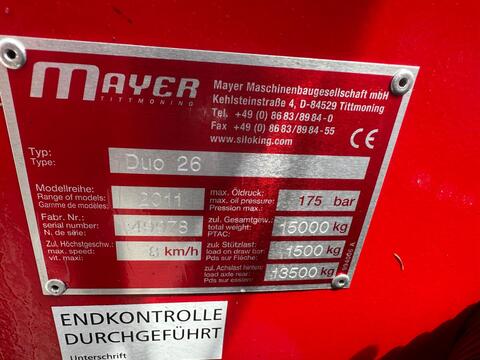 MAYER
TITTMONING
Mayer Maschinenbaugesellschaft mbH
Kehlsteinstraße 4, D-84529 Tittmoning
Tel. +49 (0) 86 83/89 84-0
Fax +49 (0) 86 83/89 84-55
www.siloking.com
CE
Typ:
Type:
Duo 26
Modellreihe:
Range of models:
Gamme de modèles:
2011
Fabr. Nr.:
serial number:
N. de série:
Zul. Höchstgeschw.:
max. speed:
vit. maxi:
8 km/h
max. Öldruck:
max. oil pressure:
Pression max.:
175 bar
zul. Gesamtgew.:
total weight:
PTAC:
15000 kg
zuk Stützlast:
load on draw bar:
Pds sur Flèche:
1500 kg
zul. Achslast hinten:
load axle rear:
Pds sur essieu:
13500 kg
ENDKONTROLLE
DURCHGEFÜHRT
Unterschrift